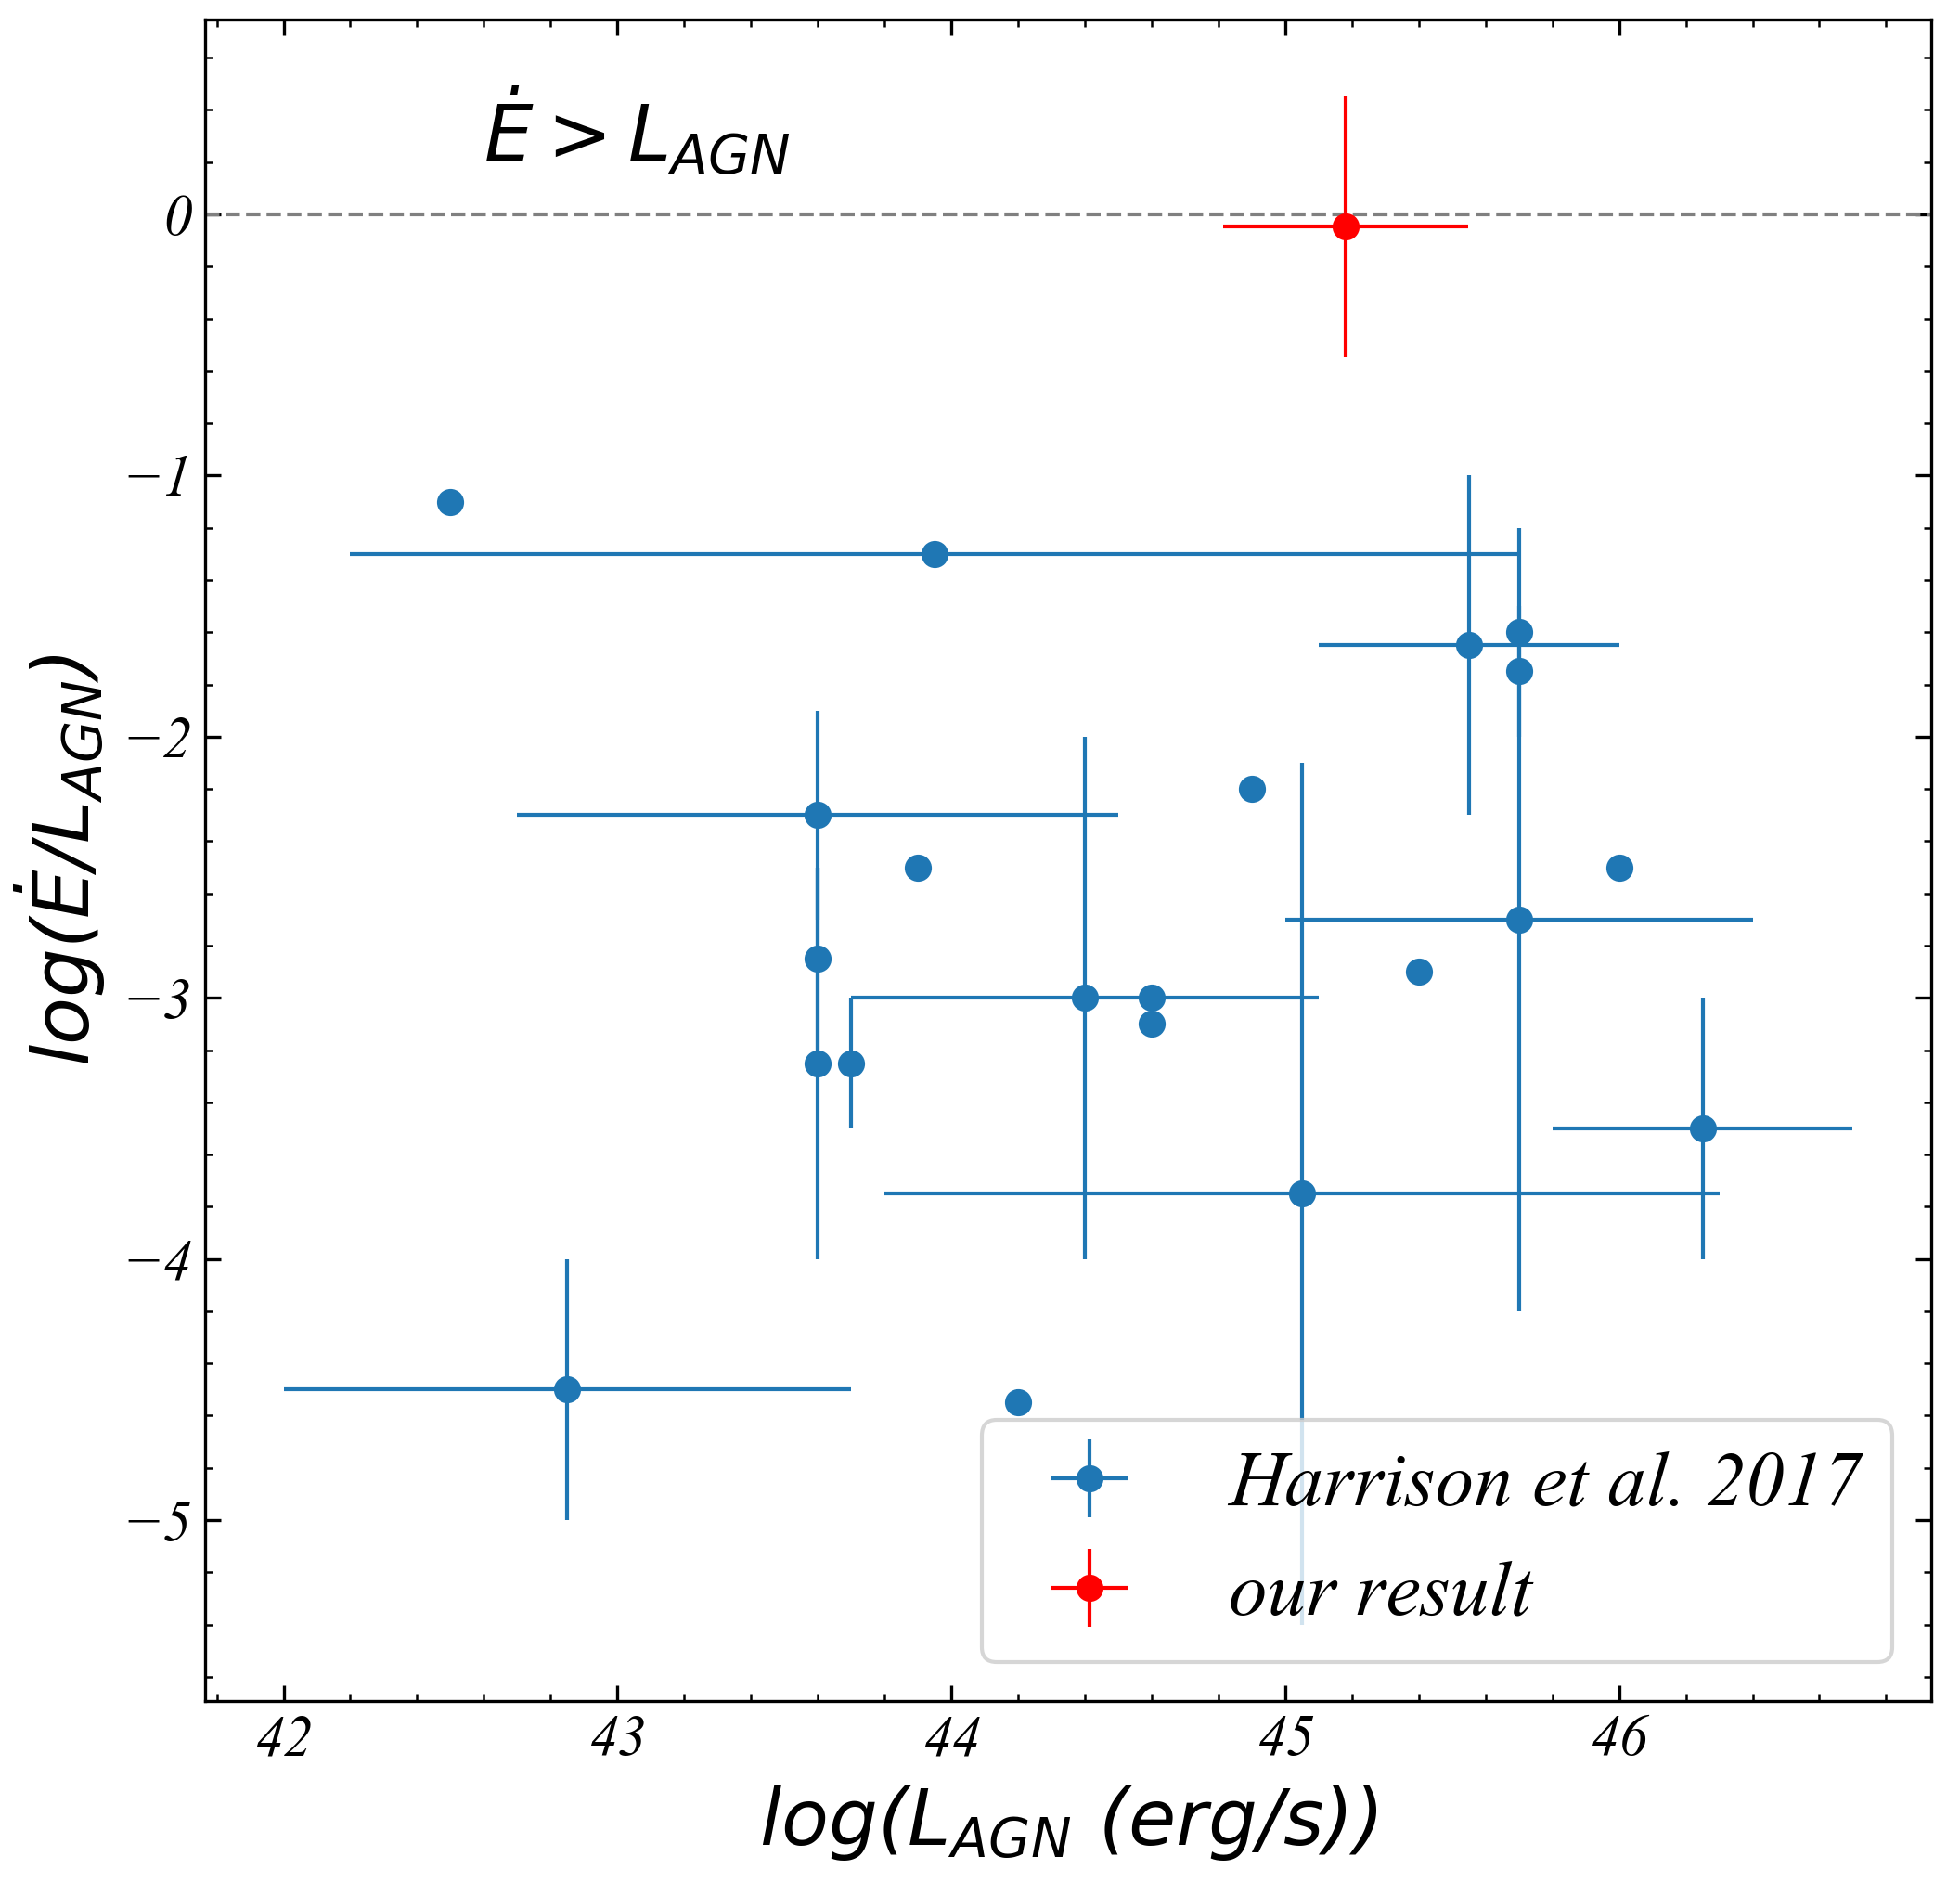 Ė > L_AGN
0
−1
−2
−3
−4
−5
log(Ė/L_AGN)
Harrison et al. 2017
our result
42 43 44 45 46
log(L_AGN (erg/s))